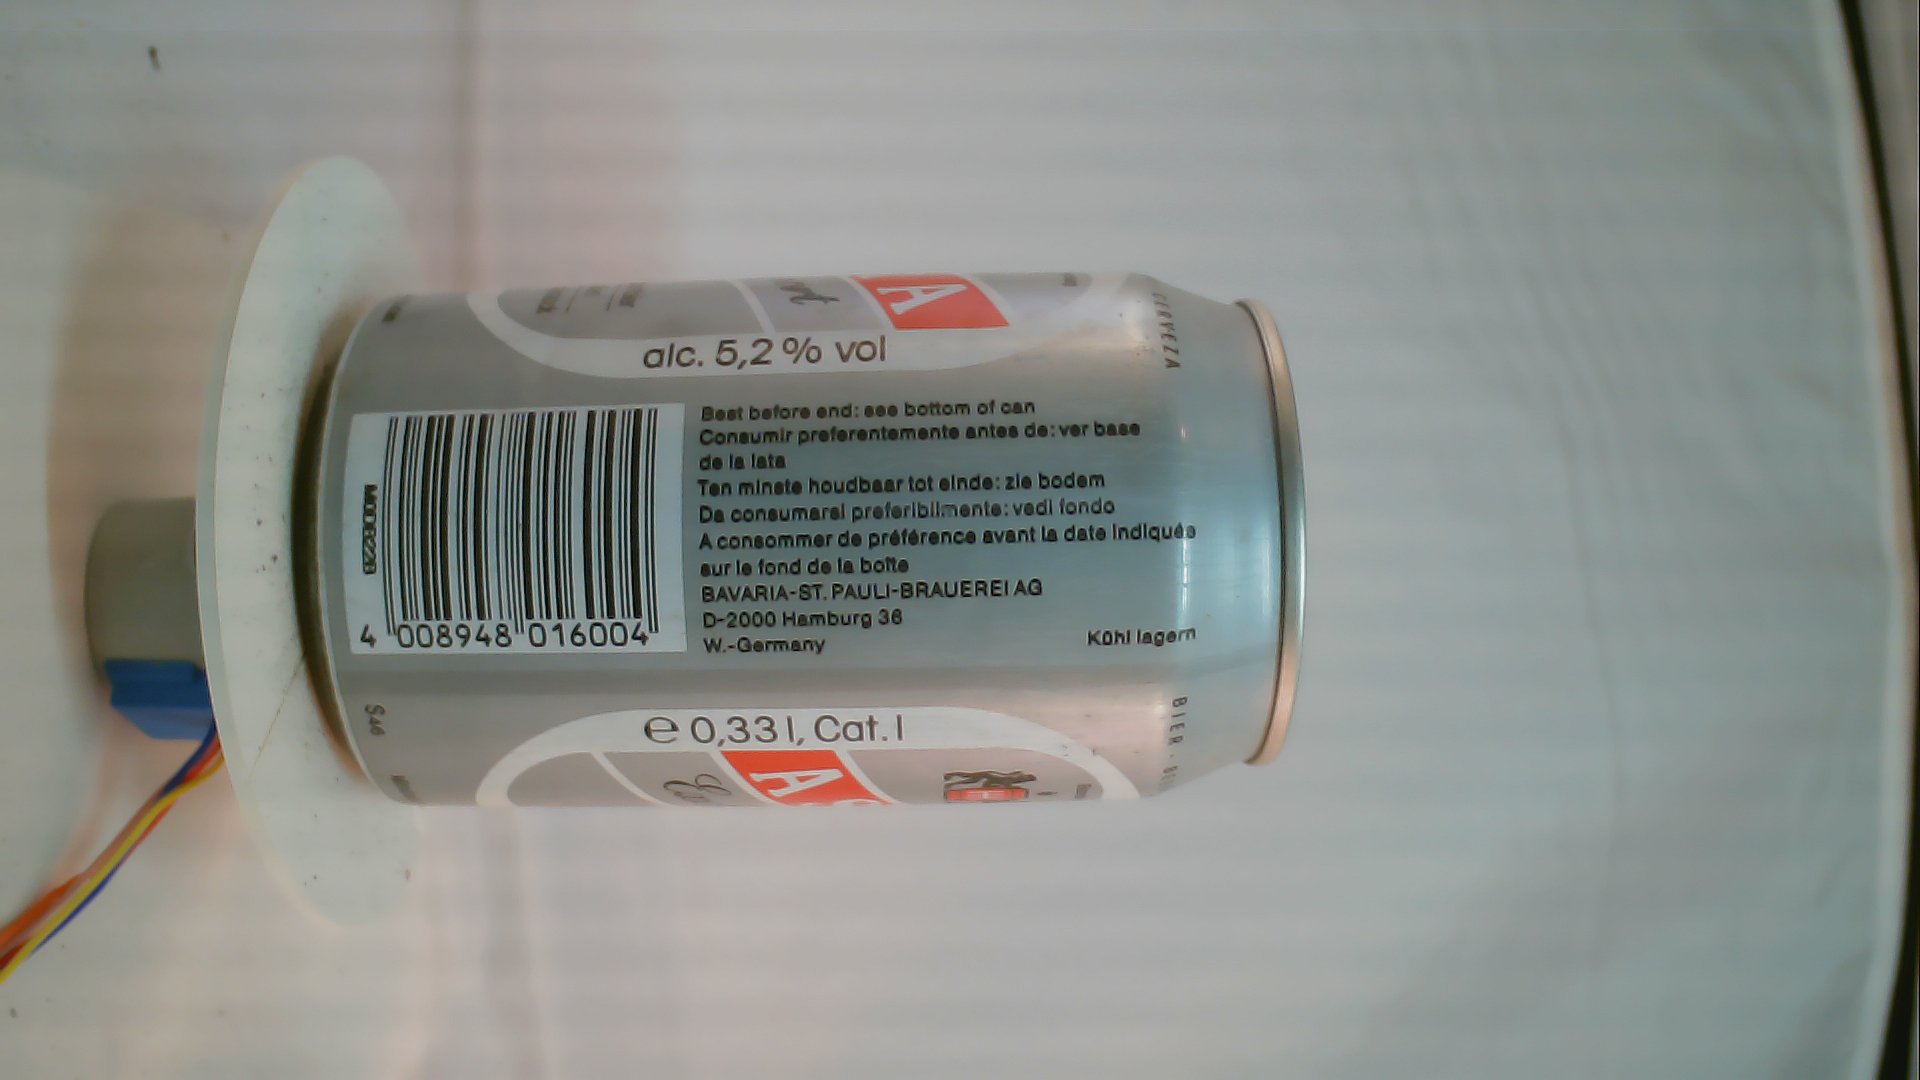 alc. 5,2 % vol
CERVEZA
A
Best before end: see bottom of can
Consumir preferentemente antes de: ver base
de la lata
Ten minste houdbaar tot einde: zie bodem
Da consumarsi preferibilmente: vedi fondo
A consommer de préférence avant la date indiquée
sur le fond de la boîte
BAVARIA-ST. PAULI-BRAUEREI AG
D-2000 Hamburg 36
W.-Germany
Kühl lagern
4 008948 016004
e 0,33 l, Cat. I
BIER
A